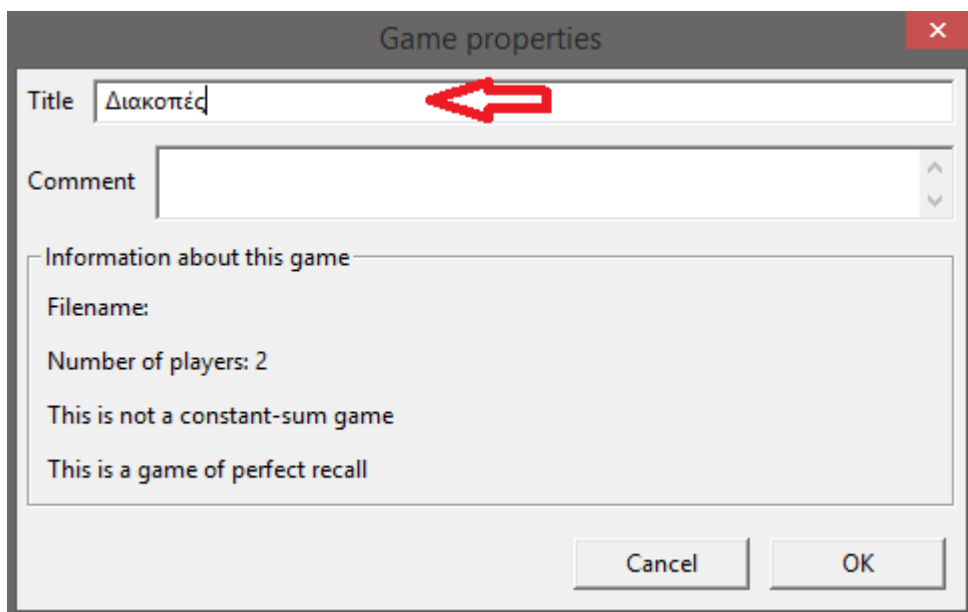 Game properties
Title Διακοπές
Comment
Information about this game
Filename:
Number of players: 2
This is not a constant-sum game
This is a game of perfect recall
Cancel OK